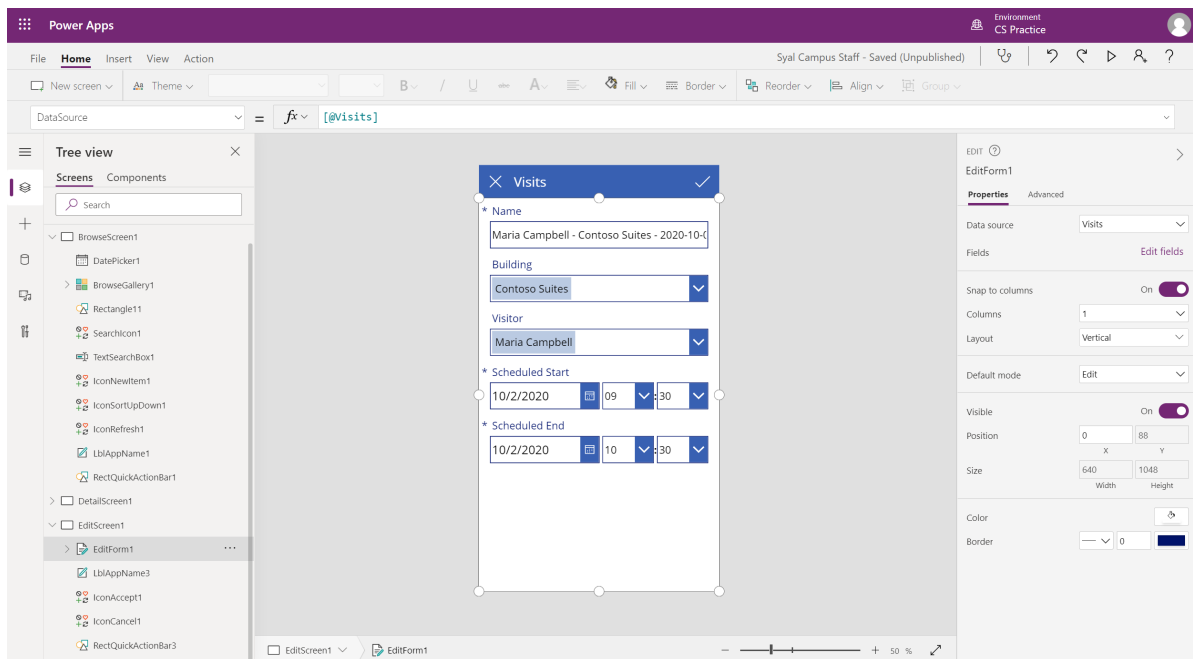 Power Apps
Environment
CS Practice
File Home Insert View Action
Syal Campus Staff - Saved (Unpublished)
New screen Theme B / U abc A Fill Border Reorder Align Group
DataSource = fx [@Visits]
Tree view
Screens Components
Search
BrowseScreen1
DatePicker1
BrowseGallery1
Rectangle11
SearchIcon1
TextSearchBox1
IconNewItem1
IconSortUpDown1
IconRefresh1
LblAppName1
RectQuickActionBar1
DetailScreen1
EditScreen1
EditForm1
LblAppName3
IconAccept1
IconCancel1
RectQuickActionBar3
Visits
* Name
Maria Campbell - Contoso Suites - 2020-10-0
Building
Contoso Suites
Visitor
Maria Campbell
* Scheduled Start
10/2/2020 09 : 30
* Scheduled End
10/2/2020 10 : 30
EditScreen1 EditForm1
50 %
EDIT
EditForm1
Properties Advanced
Data source Visits
Fields Edit fields
Snap to columns On
Columns 1
Layout Vertical
Default mode Edit
Visible On
Position 0 88
X Y
Size 640 1048
Width Height
Color
Border 0